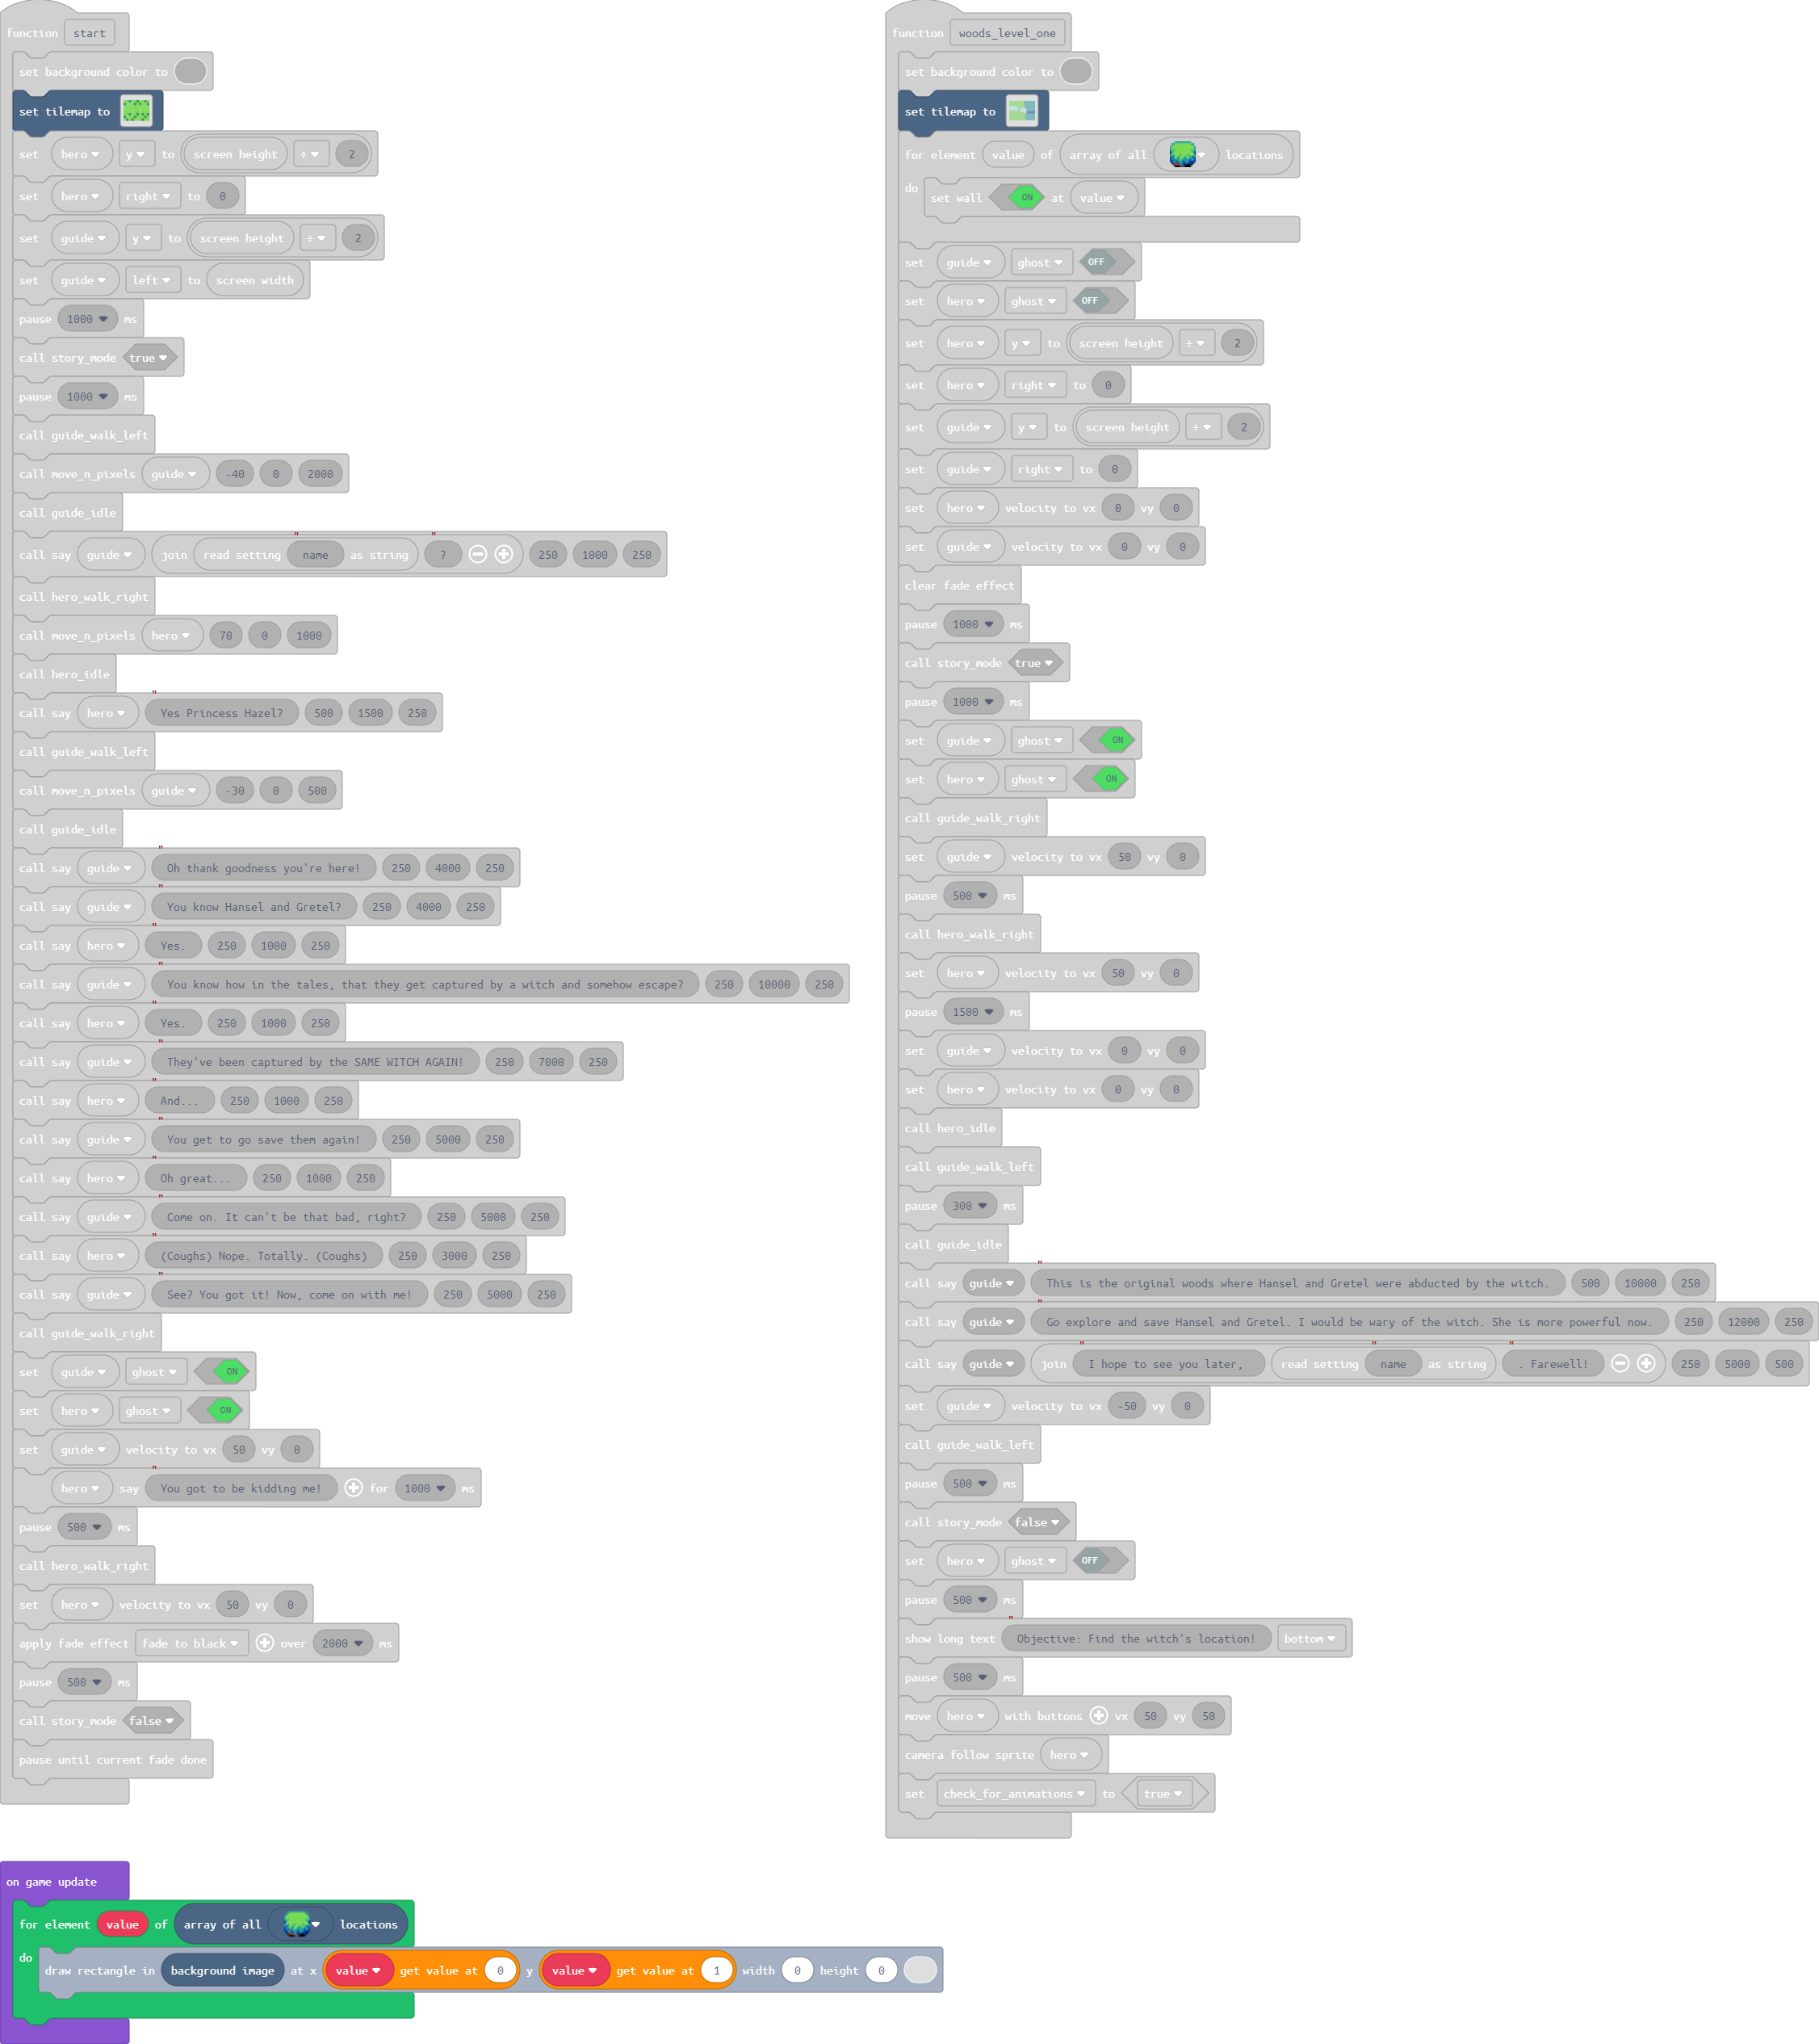 function start
set background color to
set tilemap to
set hero y to screen height ÷ 2
set hero right to 0
set guide y to screen height ÷ 2
set guide left to screen width
pause 1000 ms
call story_mode true
pause 1000 ms
call guide_walk_left
call move_n_pixels guide -40 0 2000
call guide_idle
call say guide join read setting "name" as string "?" 250 1000 250
call hero_walk_right
call move_n_pixels hero 70 0 1000
call hero_idle
call say hero "Yes Princess Hazel? 500 1500 250
call guide_walk_left
call move_n_pixels guide -30 0 500
call guide_idle
call say guide "Oh thank goodness you're here! 250 4000 250
call say guide "You know Hansel and Gretel? 250 4000 250
call say hero "Yes. 250 1000 250
call say guide "You know how in the tales, that they get captured by a witch and somehow escape? 250 10000 250
call say hero "Yes. 250 1000 250
call say guide "They've been captured by the SAME WITCH AGAIN! 250 7000 250
call say hero "And... 250 1000 250
call say guide "You get to go save them again! 250 5000 250
call say hero "Oh great... 250 1000 250
call say guide "Come on. It can't be that bad, right? 250 5000 250
call say hero "(Coughs) Nope. Totally. (Coughs) 250 3000 250
call say guide "See? You got it! Now, come on with me! 250 5000 250
call guide_walk_right
set guide ghost ON
set hero ghost ON
set guide velocity to vx 50 vy 0
hero say "You got to be kidding me! for 1000 ms
pause 500 ms
call hero_walk_right
set hero velocity to vx 50 vy 0
apply fade effect fade to black over 2000 ms
pause 500 ms
call story_mode false
pause until current fade done
function woods_level_one
set background color to
set tilemap to
for element value of array of all locations
do set wall ON at value
set guide ghost OFF
set hero ghost OFF
set hero y to screen height ÷ 2
set hero right to 0
set guide y to screen height ÷ 2
set guide right to 0
set hero velocity to vx 0 vy 0
set guide velocity to vx 0 vy 0
clear fade effect
pause 1000 ms
call story_mode true
pause 1000 ms
set guide ghost ON
set hero ghost ON
call guide_walk_right
set guide velocity to vx 50 vy 0
pause 500 ms
call hero_walk_right
set hero velocity to vx 50 vy 0
pause 1500 ms
set guide velocity to vx 0 vy 0
set hero velocity to vx 0 vy 0
call hero_idle
call guide_walk_left
pause 300 ms
call guide_idle
call say guide "This is the original woods where Hansel and Gretel were abducted by the witch. 500 10000 250
call say guide "Go explore and save Hansel and Gretel. I would be wary of the witch. She is more powerful now. 250 12000 250
call say guide join "I hope to see you later, read setting "name as string ". Farewell! 250 5000 500
set guide velocity to vx -50 vy 0
call guide_walk_left
pause 500 ms
call story_mode false
set hero ghost OFF
pause 500 ms
show long text "Objective: Find the witch's location! bottom
pause 500 ms
move hero with buttons vx 50 vy 50
camera follow sprite hero
set check_for_animations to true
on game update
for element value of array of all locations
do draw rectangle in background image at x value get value at 0 y value get value at 1 width 0 height 0